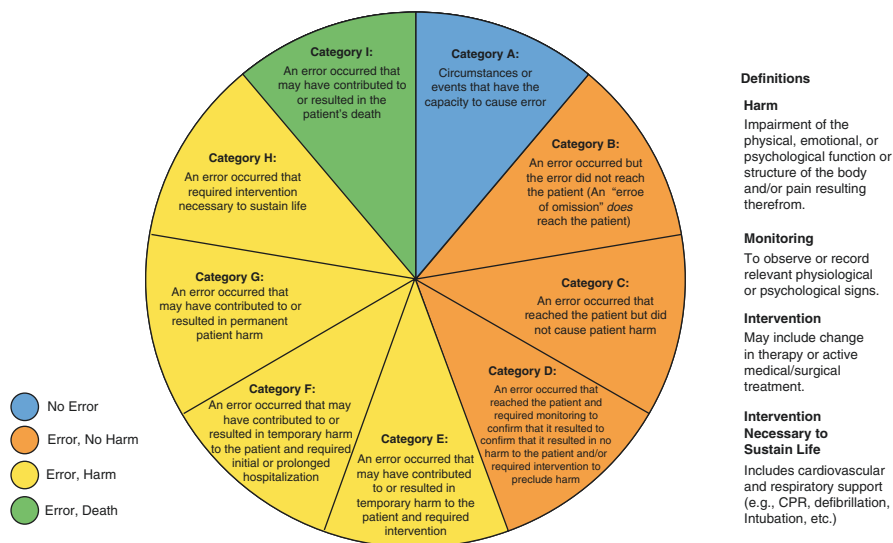 Category A:
Circumstances or
events that have the
capacity to cause error
Category B:
An error occurred but
the error did not reach
the patient (An “erroe
of omission” does
reach the patient)
Category C:
An error occurred that
reached the patient but did
not cause patient harm
Category D:
An error occurred that
reached the patient and
required monitoring to
confirm that it resulted to
confirm that it resulted in no
harm to the patient and/or
required intervention to
preclude harm
Category E:
An error occurred that
may have contributed
to or resulted in
temporary harm to the
patient and required
intervention
Category F:
An error occurred that may
have contributed to or
resulted in temporary harm
to the patient and required
initial or prolonged
hospitalization
Category G:
An error occurred that
may have contributed to or
resulted in permanent
patient harm
Category H:
An error occurred that
required intervention
necessary to sustain life
Category I:
An error occurred that
may have contributed to
or resulted in the
patient’s death
No Error
Error, No Harm
Error, Harm
Error, Death
Definitions
Harm
Impairment of the
physical, emotional, or
psychological function or
structure of the body
and/or pain resulting
therefrom.
Monitoring
To observe or record
relevant physiological
or psychological signs.
Intervention
May include change
in therapy or active
medical/surgical
treatment.
Intervention
Necessary to
Sustain Life
Includes cardiovascular
and respiratory support
(e.g., CPR, defibrillation,
Intubation, etc.)